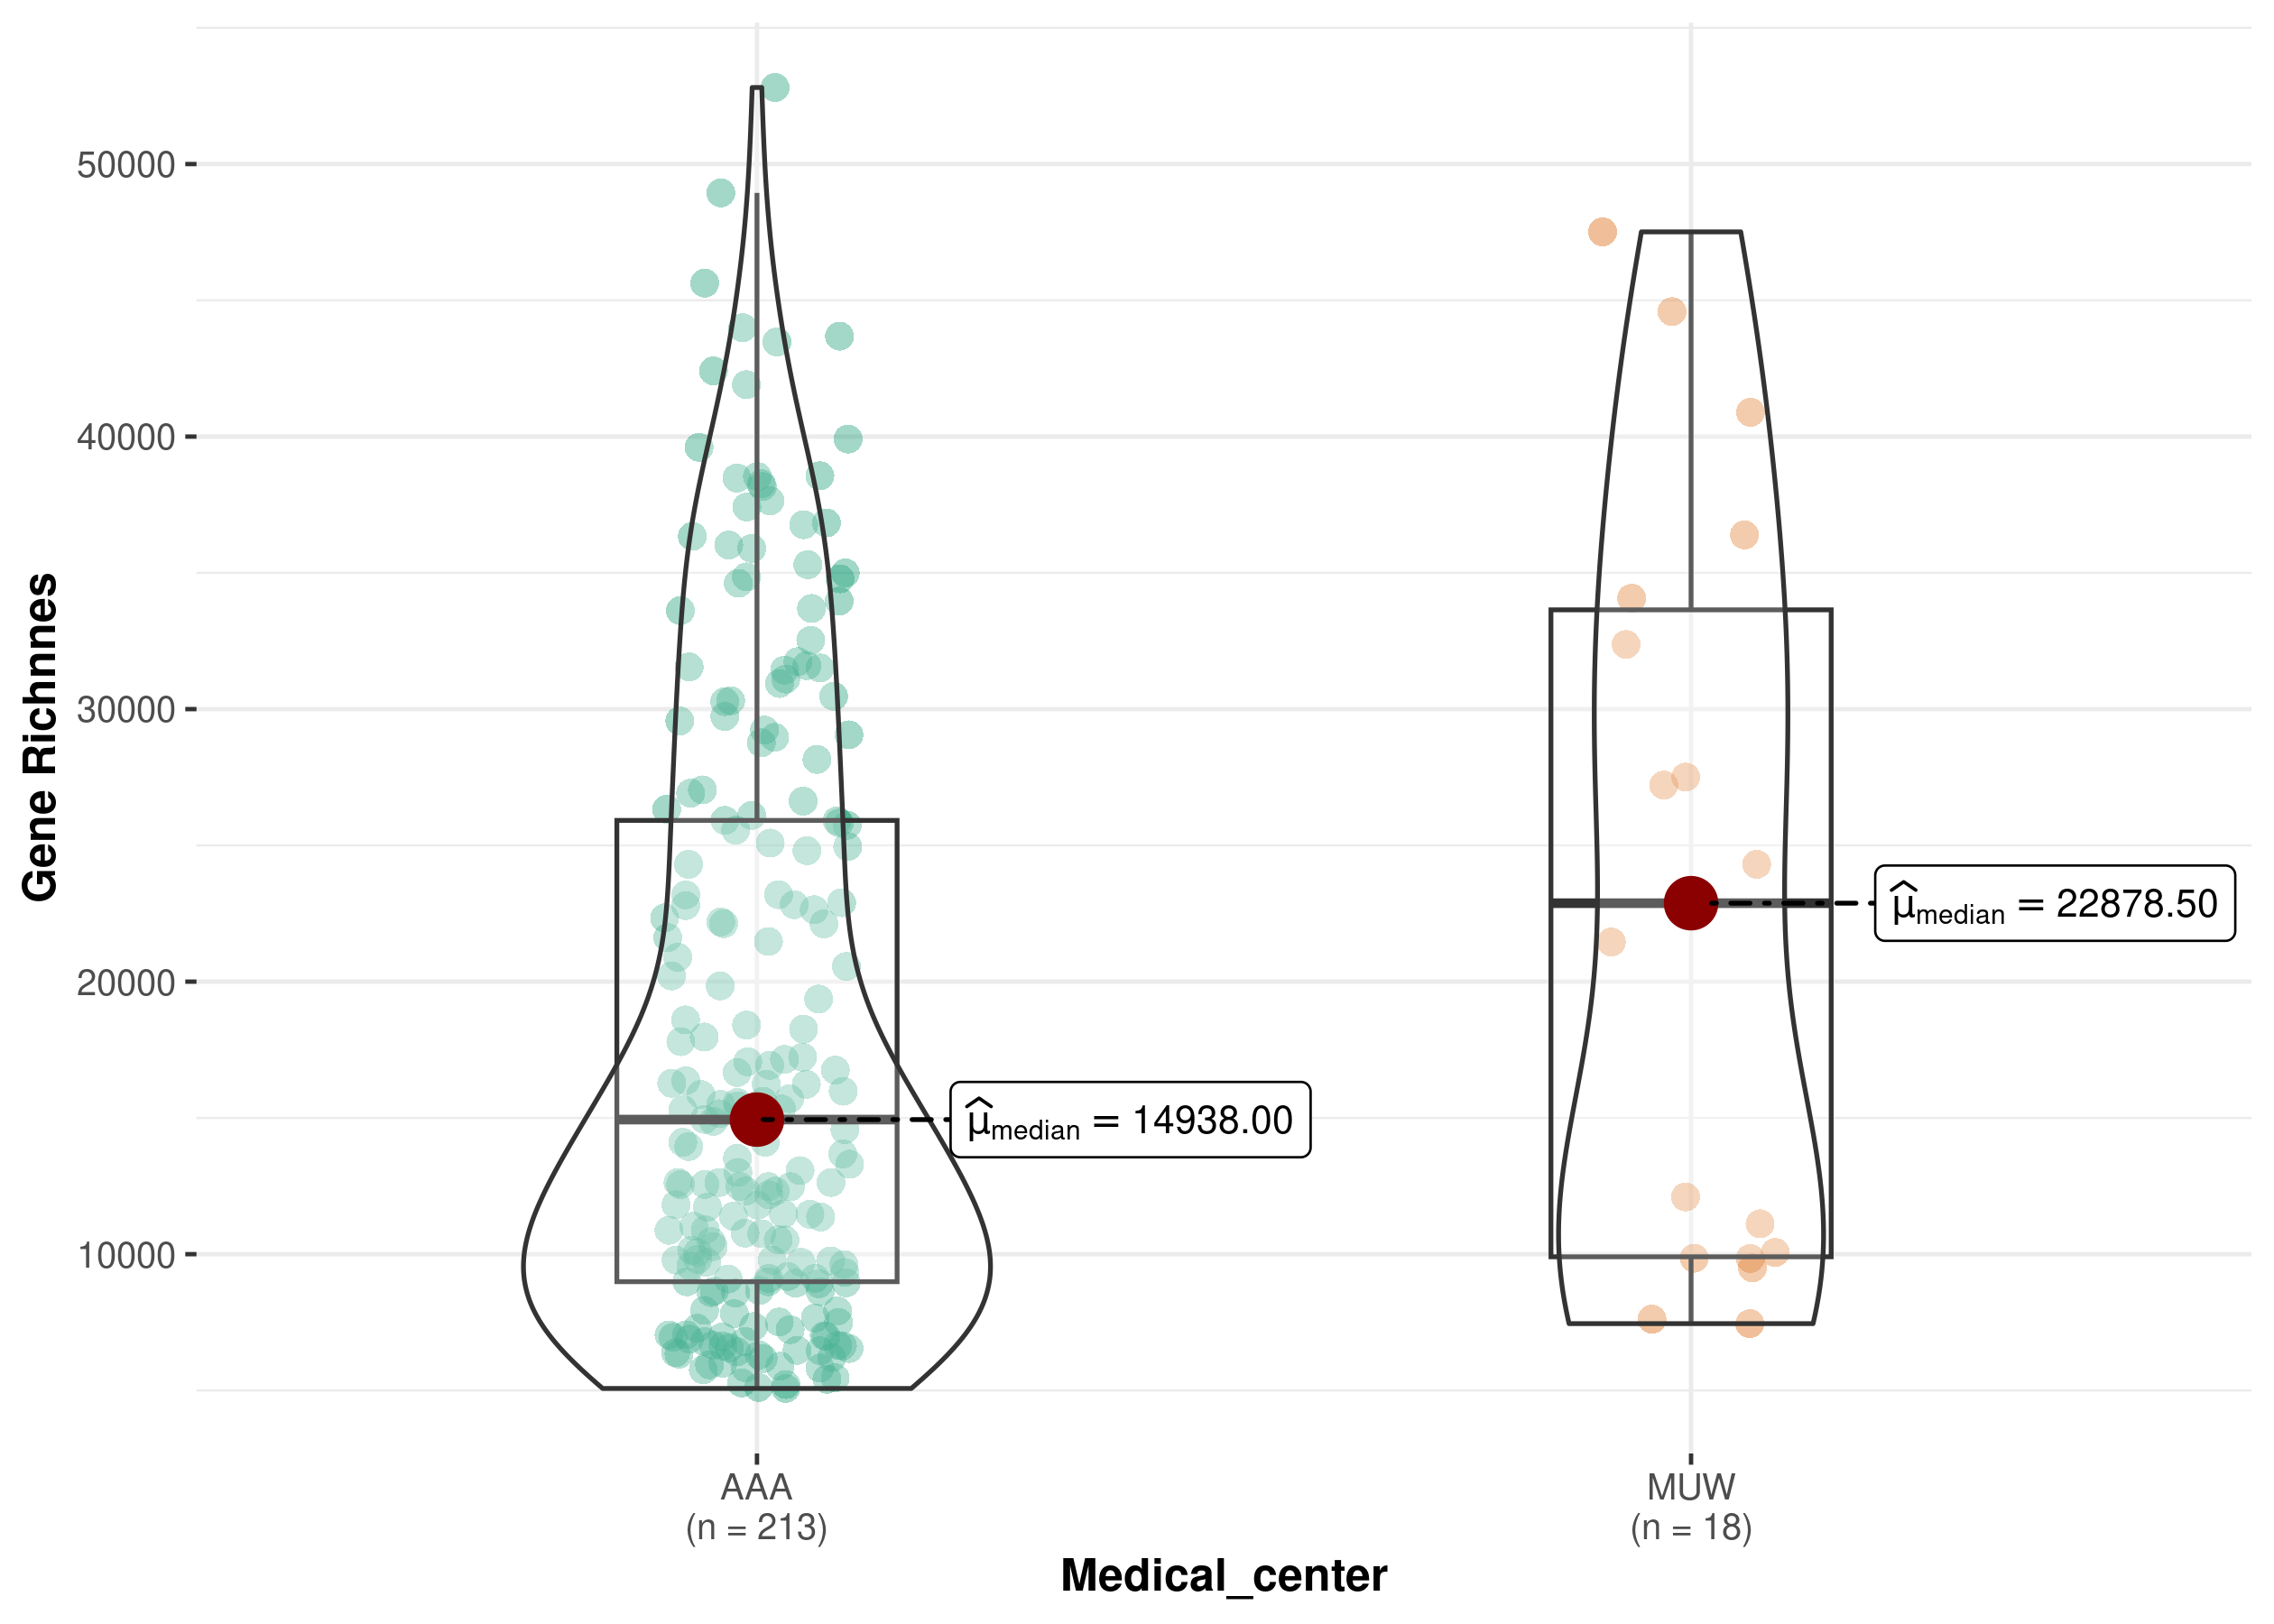 Gene Richnnes
50000
40000
30000
20000
10000
μ̂median = 14938.00
μ̂median = 22878.50
AAA
(n = 213)
MUW
(n = 18)
Medical_center